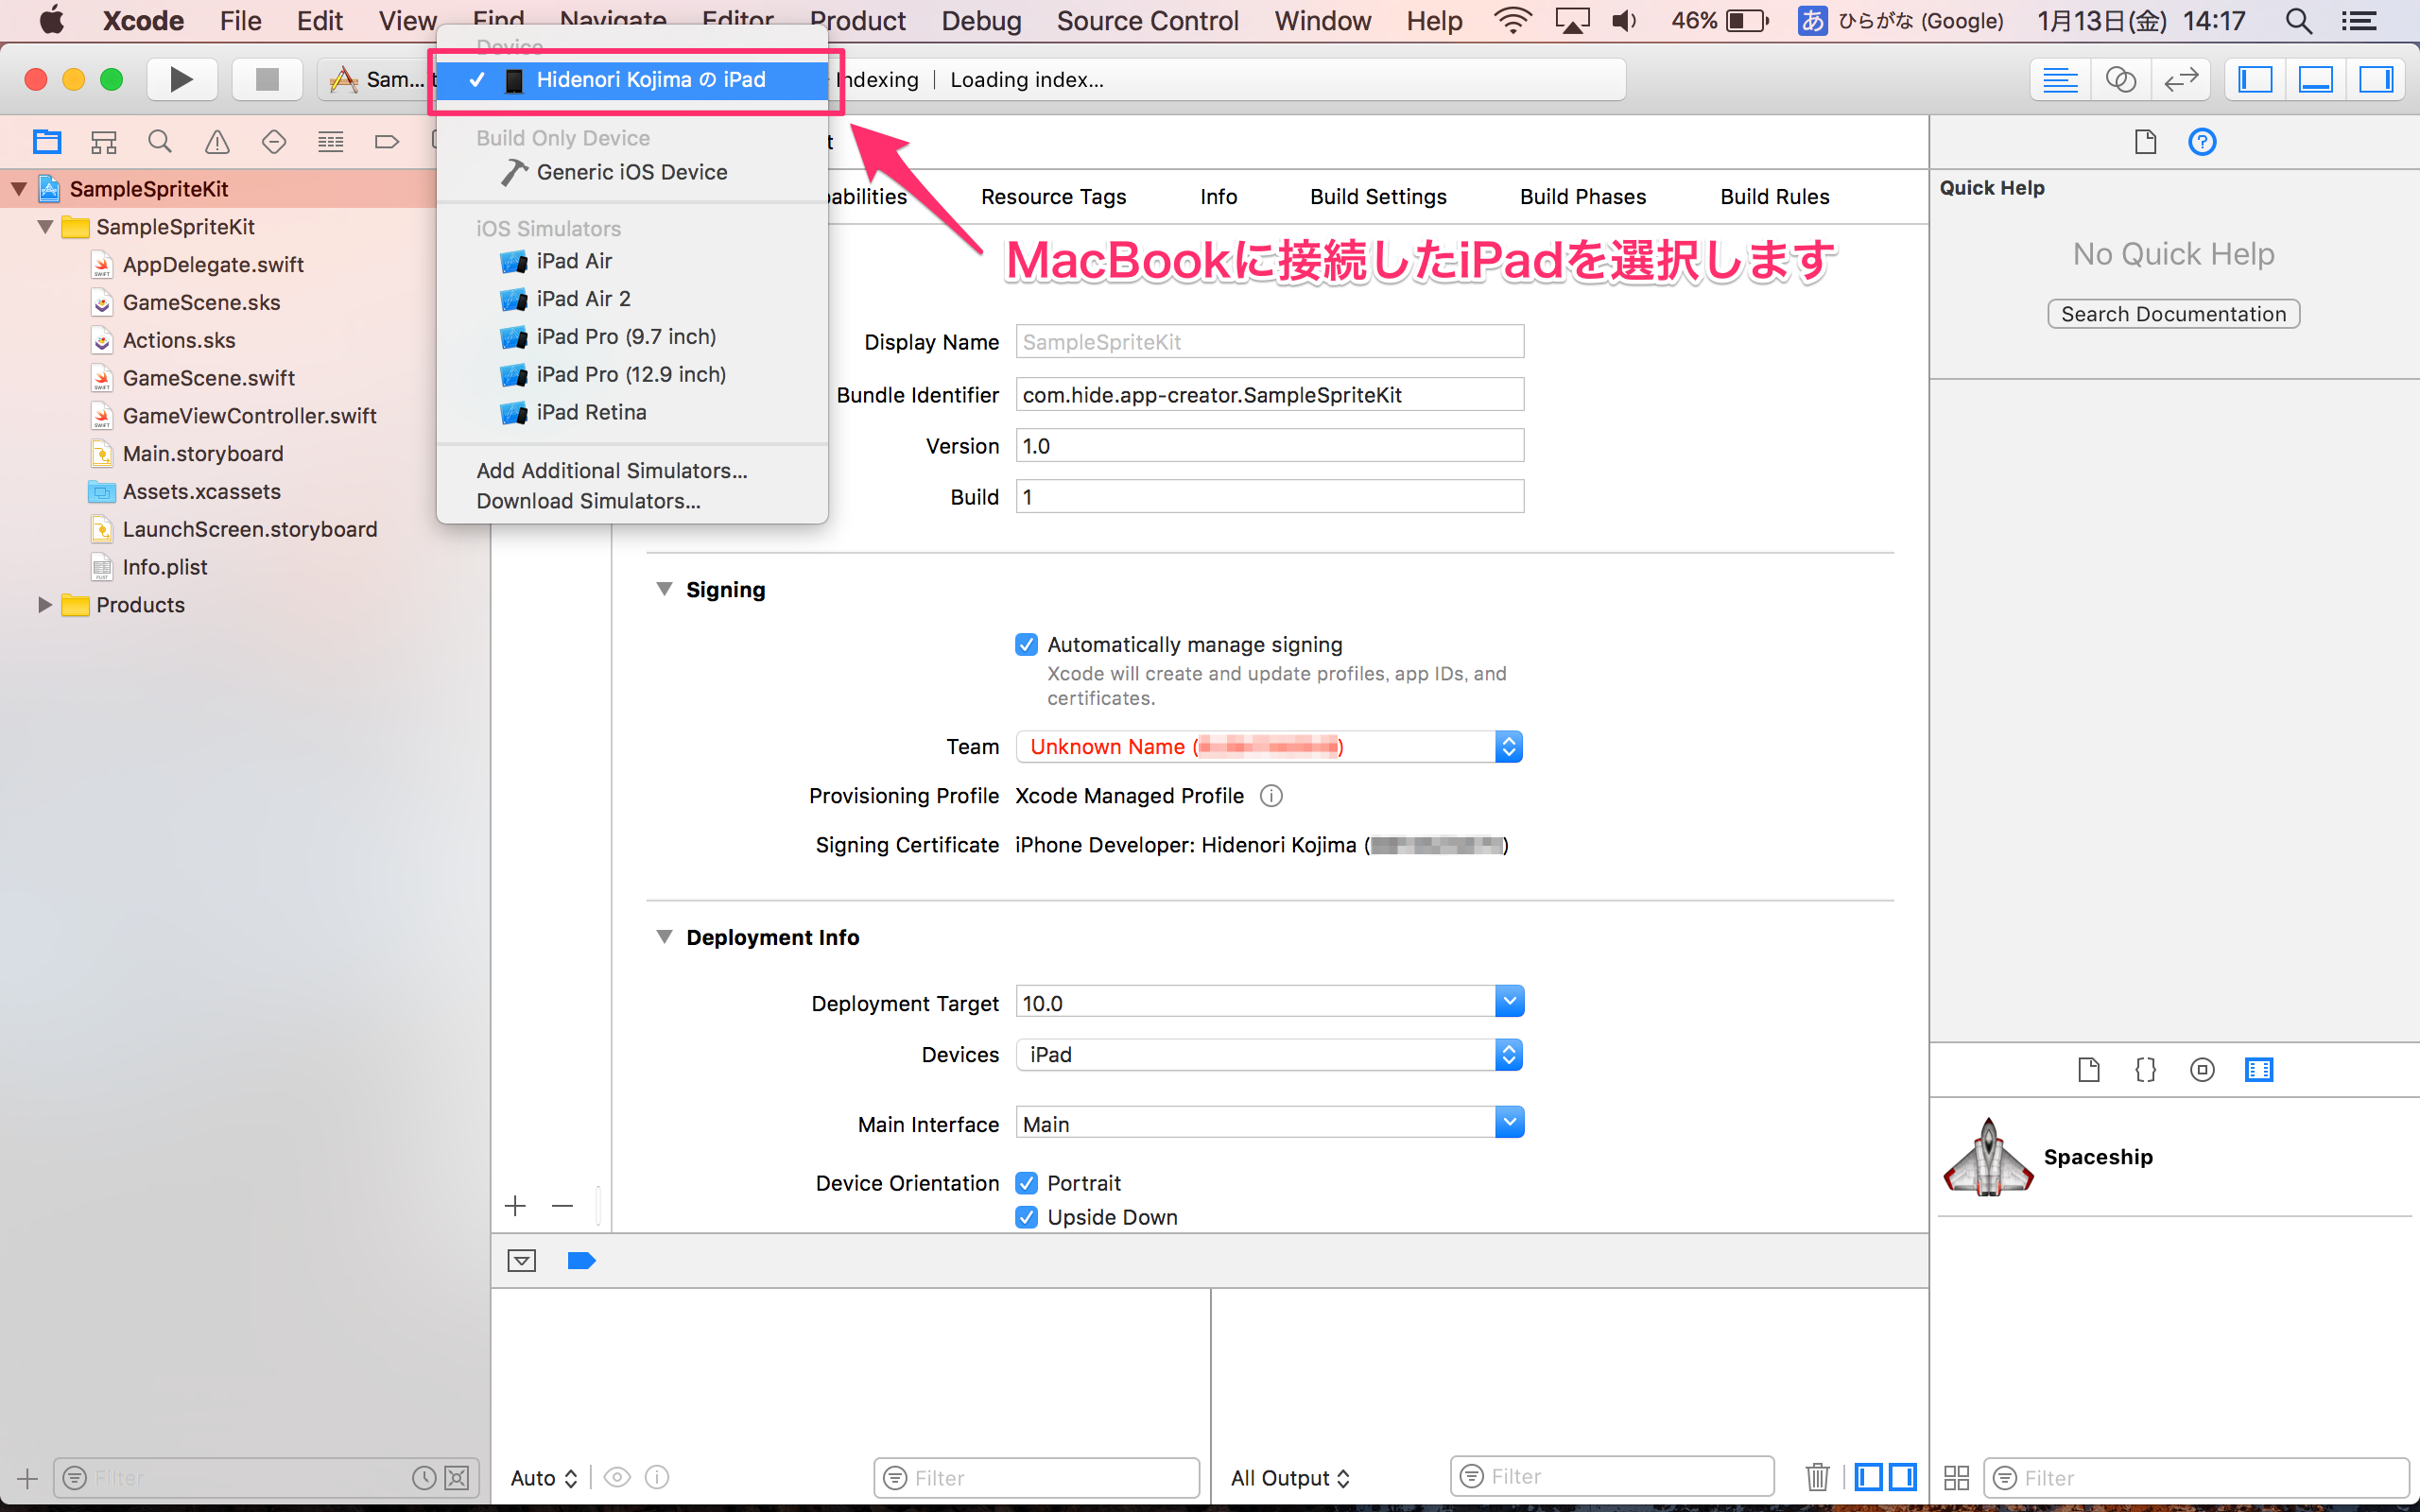 Xcode File Edit View Find Navigate Editor Product Debug Source Control Window Help 46% あ ひらがな (Google) 1月13日(金) 14:17
Device
Sam... Hidenori Kojima の iPad Indexing | Loading index...
Build Only Device
Generic iOS Device
iOS Simulators
iPad Air
iPad Air 2
iPad Pro (9.7 inch)
iPad Pro (12.9 inch)
iPad Retina
Add Additional Simulators...
Download Simulators...
MacBookに接続したiPadを選択します
SampleSpriteKit
SampleSpriteKit
AppDelegate.swift
GameScene.sks
Actions.sks
GameScene.swift
GameViewController.swift
Main.storyboard
Assets.xcassets
LaunchScreen.storyboard
Info.plist
Products
Filter
Resource Tags Info Build Settings Build Phases Build Rules
Display Name SampleSpriteKit
Bundle Identifier com.hide.app-creator.SampleSpriteKit
Version 1.0
Build 1
Signing
Automatically manage signing
Xcode will create and update profiles, app IDs, and
certificates.
Team Unknown Name ( )
Provisioning Profile Xcode Managed Profile
Signing Certificate iPhone Developer: Hidenori Kojima ( )
Deployment Info
Deployment Target 10.0
Devices iPad
Main Interface Main
Device Orientation Portrait
Upside Down
Auto Filter
All Output Filter
Quick Help
No Quick Help
Search Documentation
Spaceship
Filter